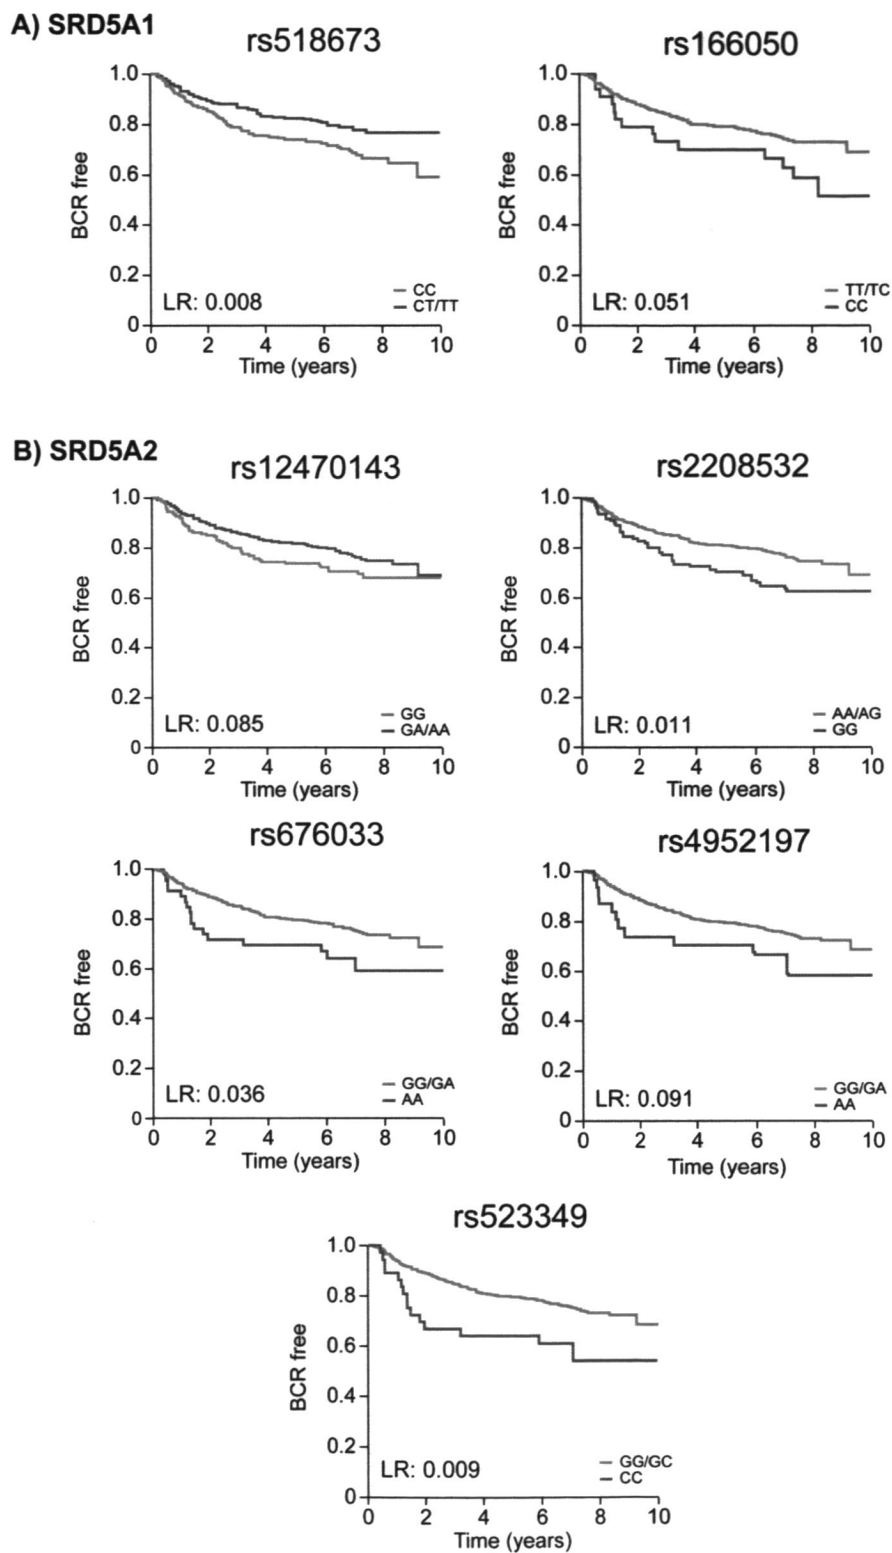 A) SRD5A1
rs518673
1.0
0.8
0.6
0.4
0.2
0
BCR free
LR: 0.008
CC
CT/TT
0 2 4 6 8 10
Time (years)
rs166050
1.0
0.8
0.6
0.4
0.2
0
BCR free
LR: 0.051
TT/TC
CC
0 2 4 6 8 10
Time (years)
B) SRD5A2
rs12470143
1.0
0.8
0.6
0.4
0.2
0
BCR free
LR: 0.085
GG
GA/AA
0 2 4 6 8 10
Time (years)
rs2208532
1.0
0.8
0.6
0.4
0.2
0
BCR free
LR: 0.011
AA/AG
GG
0 2 4 6 8 10
Time (years)
rs676033
1.0
0.8
0.6
0.4
0.2
0
BCR free
LR: 0.036
GG/GA
AA
0 2 4 6 8 10
Time (years)
rs4952197
1.0
0.8
0.6
0.4
0.2
0
BCR free
LR: 0.091
GG/GA
AA
0 2 4 6 8 10
Time (years)
rs523349
1.0
0.8
0.6
0.4
0.2
0
BCR free
LR: 0.009
GG/GC
CC
0 2 4 6 8 10
Time (years)